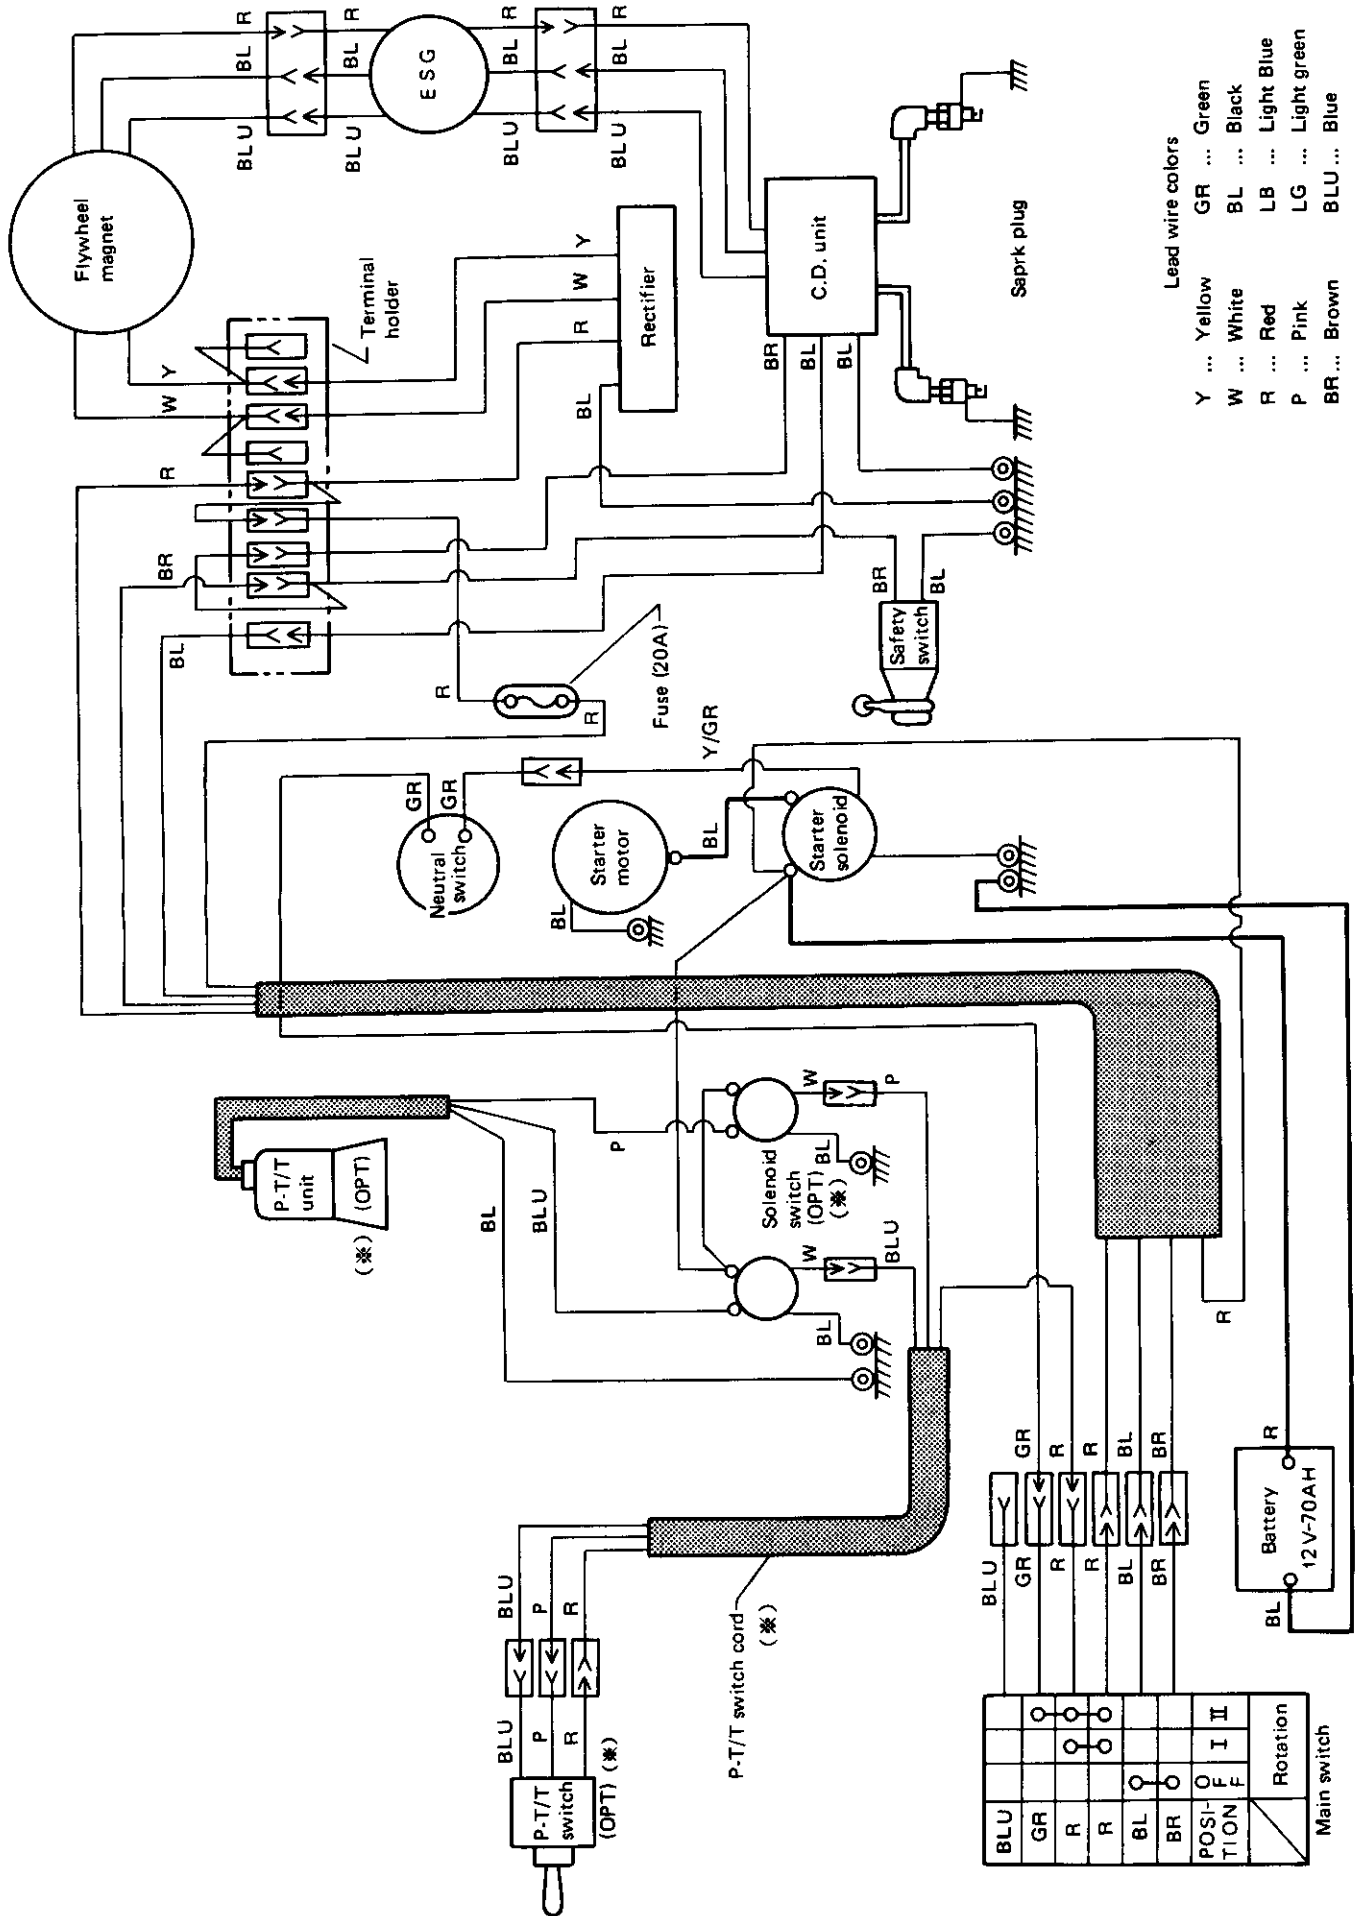 Flywheel
magnet
R
BL
BLU
R
BL
BLU
ESG
R
BL
BLU
R
BL
BLU
Terminal
holder
Y
W
R
BR
BL
Rectifier
Y
W
R
BL
C.D. unit
BR
BL
BL
Saprk plug
Lead wire colors
Y ... Yellow GR ... Green
W ... White BL ... Black
R ... Red LB ... Light Blue
P ... Pink LG ... Light green
BR... Brown BLU ... Blue
Safety
switch
BR
BL
Fuse (20A)
R
R
Neutral
switch
GR
GR
Y/GR
Starter
motor
BL
BL
Starter
solenoid
P-T/T
unit
(OPT)
(※)
BL
BLU
P
Solenoid
switch
(OPT)
(※)
W
P
BL
W
BLU
BL
P-T/T switch cord
(※)
P-T/T
switch
(OPT) (※)
BLU
P
R
BLU
P
R
BLU
GR
R
R
BL
BR
GR
R
R
BL
BR
R
Battery
12 V-70AH
R
BL
BLU
GR
R
R
BL
BR
POSI-
TION
OFF
I
II
Rotation
Main switch